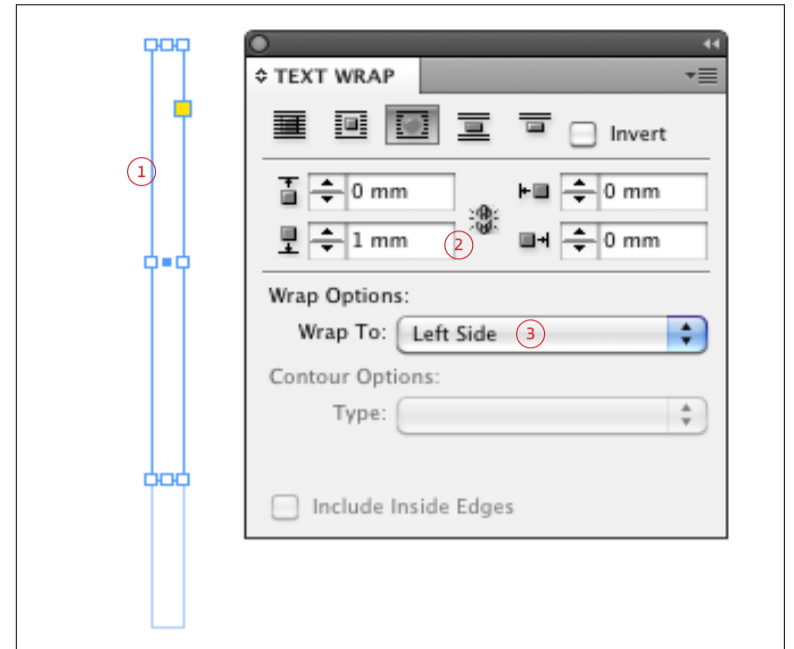 TEXT WRAP
Invert
1
0 mm
0 mm
1 mm
2
0 mm
Wrap Options:
Wrap To: Left Side 3
Contour Options:
Type:
Include Inside Edges